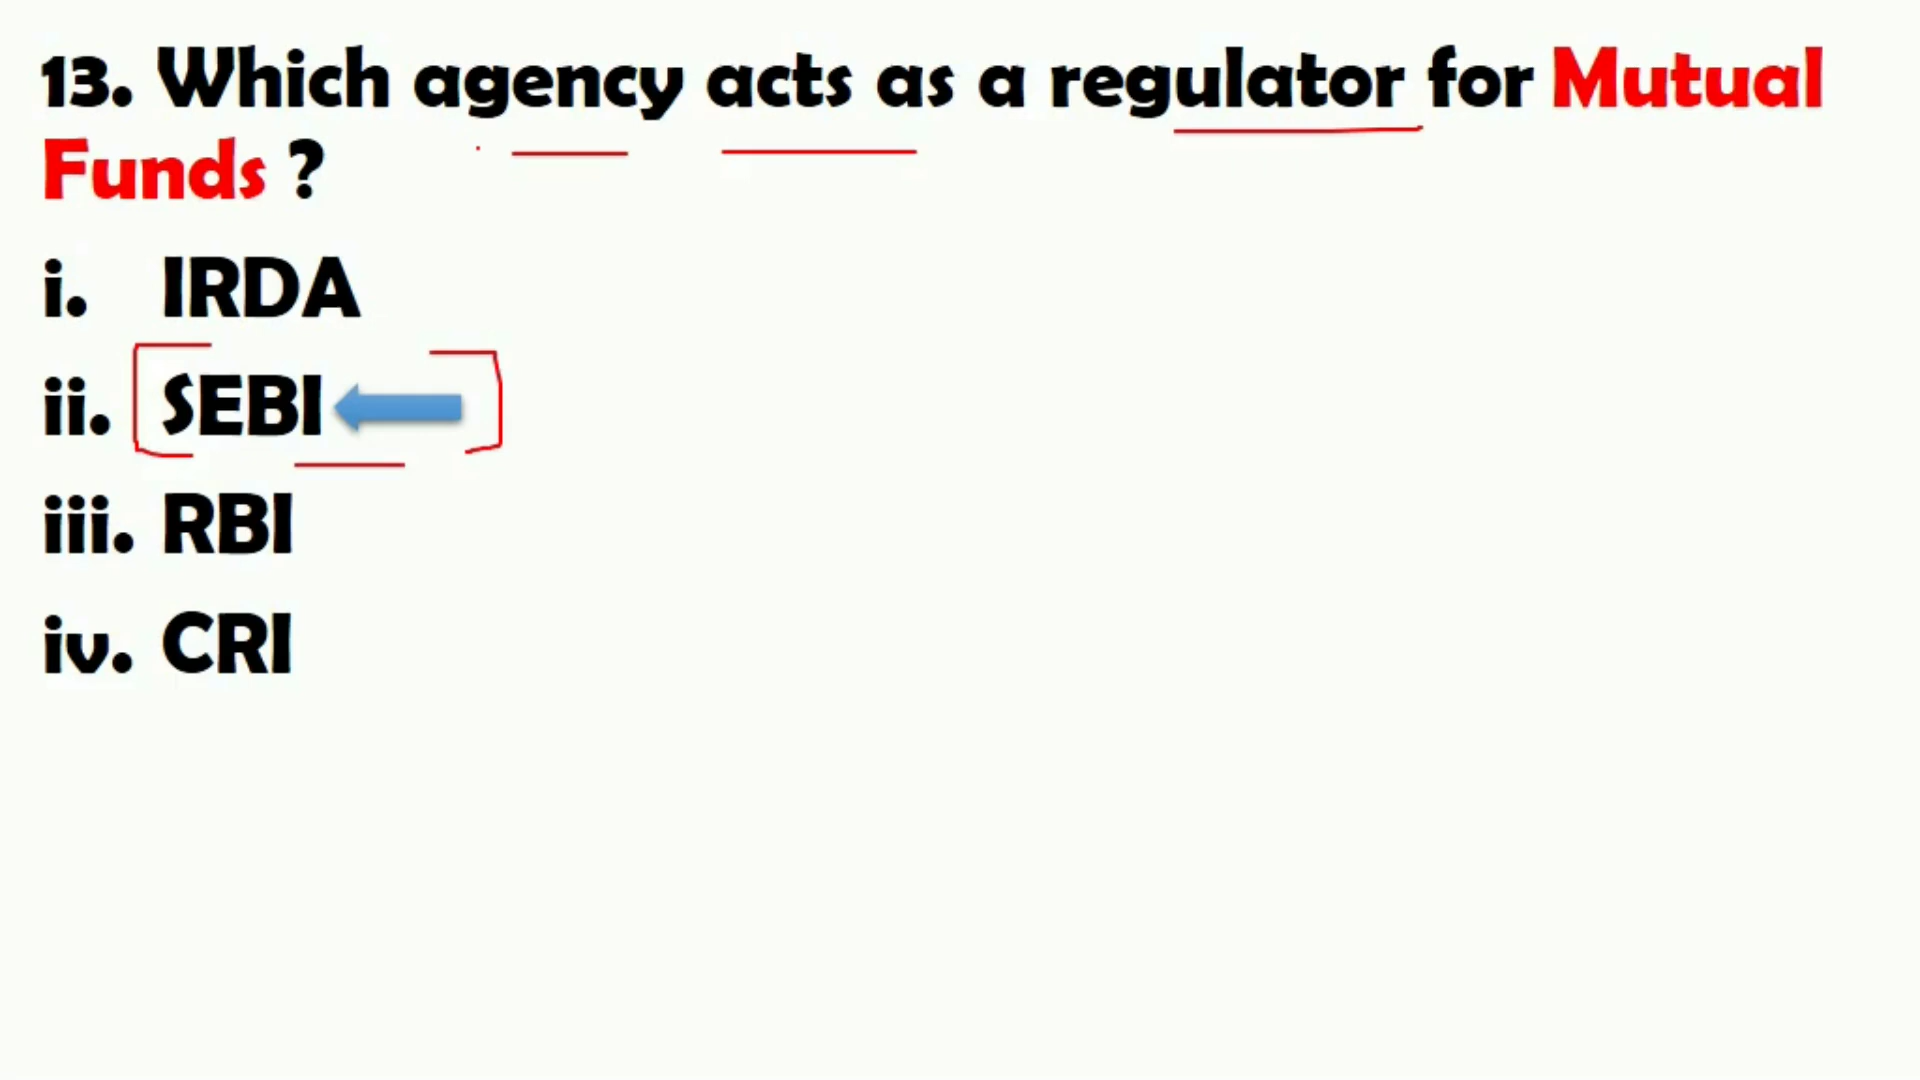 13. Which agency acts as a regulator for Mutual
Funds ?
i. IRDA
ii. SEBI
iii. RBI
iv. CRI